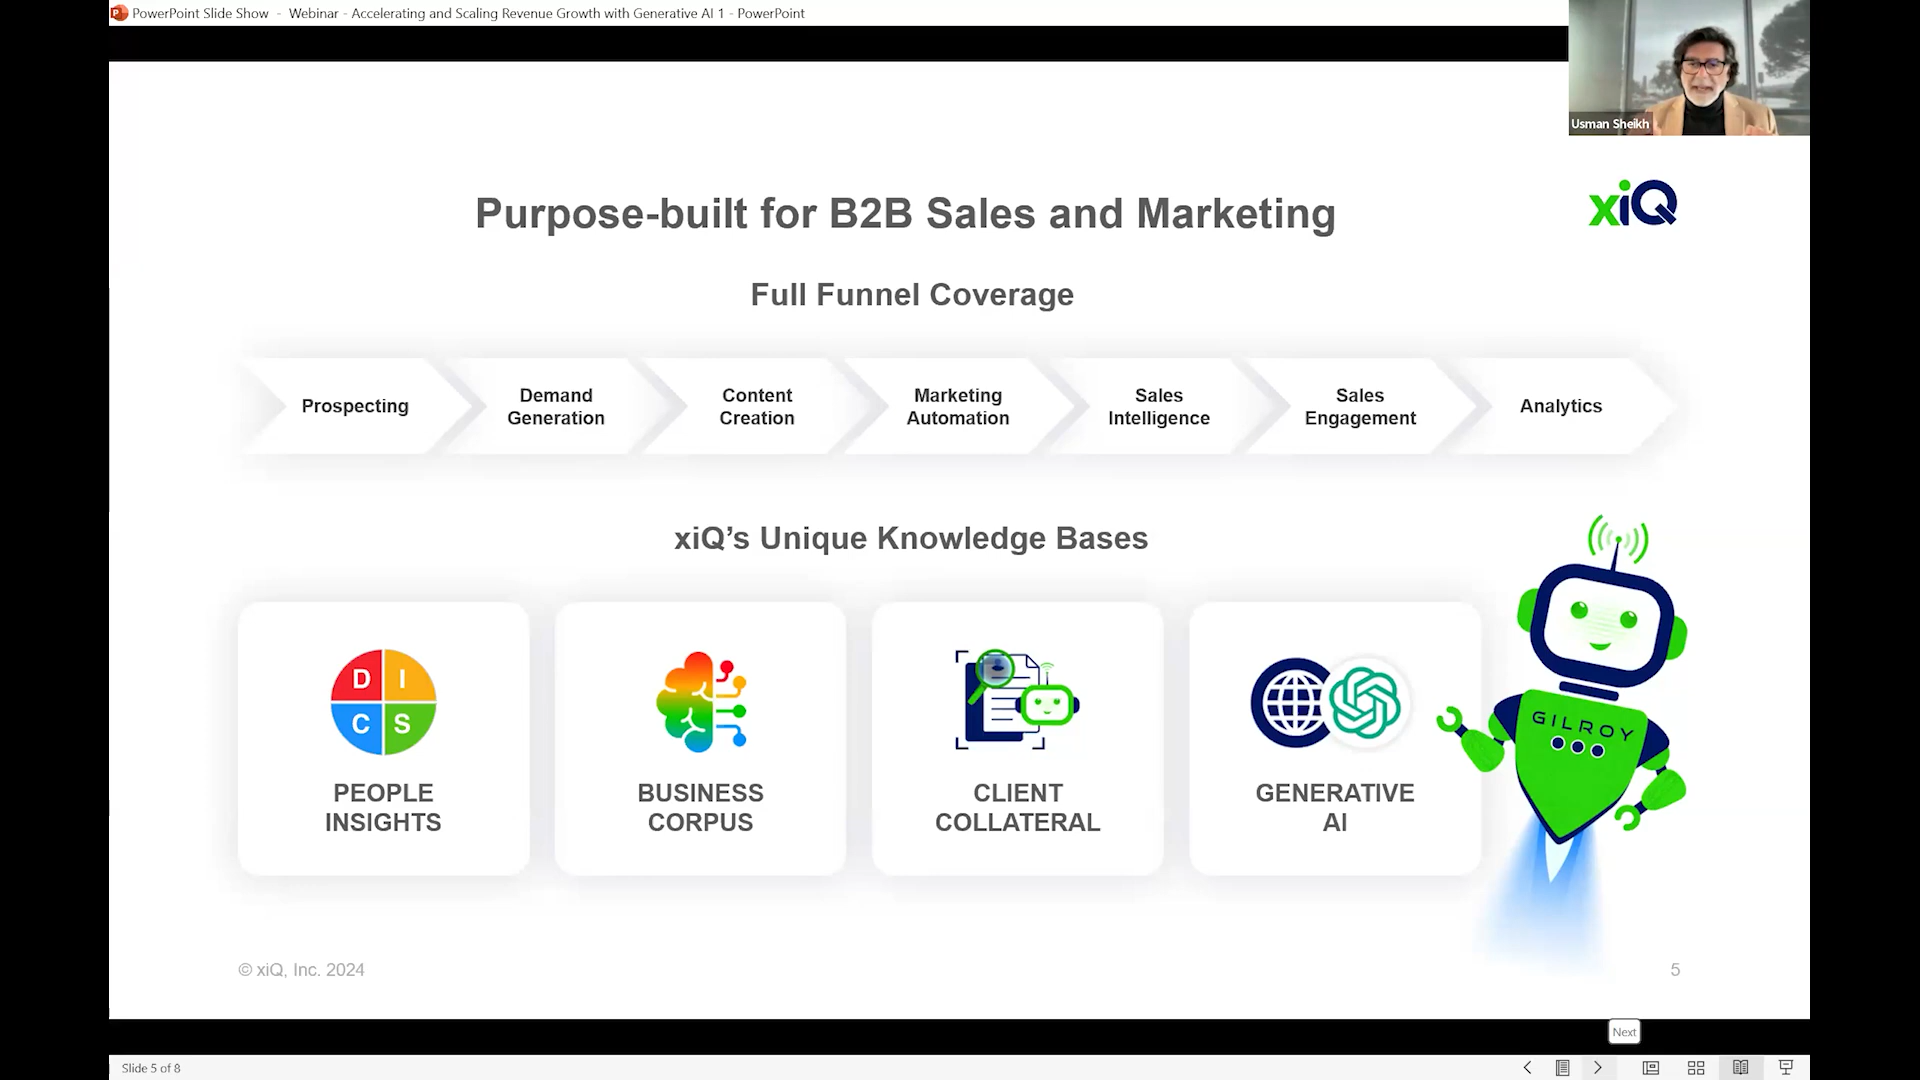 PowerPoint Slide Show - Webinar - Accelerating and Scaling Revenue Growth with Generative AI 1 - PowerPoint
Usman Sheikh
xiQ
Purpose-built for B2B Sales and Marketing
Full Funnel Coverage
Prospecting
Demand
Generation
Content
Creation
Marketing
Automation
Sales
Intelligence
Sales
Engagement
Analytics
xiQ’s Unique Knowledge Bases
D I
C S
PEOPLE
INSIGHTS
BUSINESS
CORPUS
CLIENT
COLLATERAL
GENERATIVE
AI
GILROY
© xiQ, Inc. 2024
5
Next
Slide 5 of 8